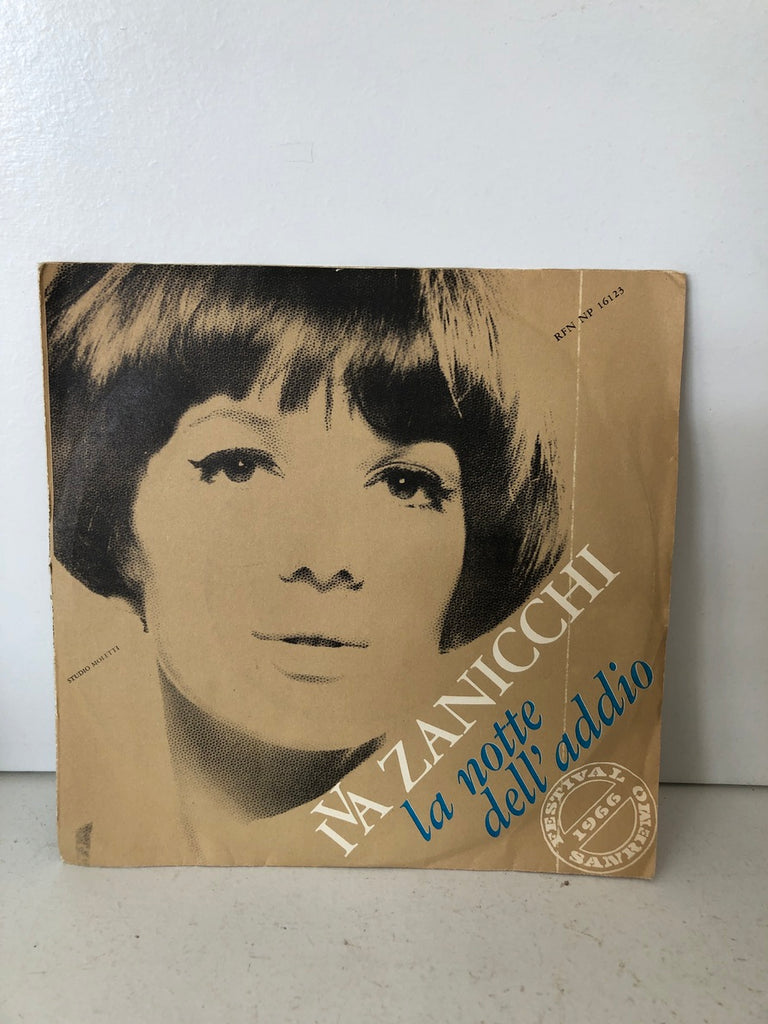 RFN NP 16123
STUDIO MOLETTI
IVA ZANICCHI
la notte
dell' addio
FESTIVAL
1966
SANREMO